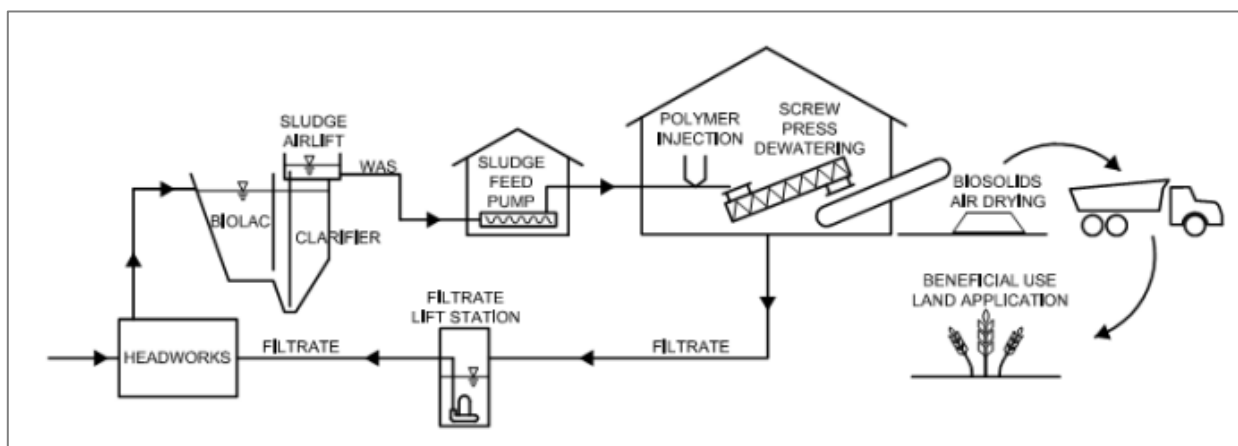 SLUDGE
AIRLIFT
WAS
BIOLAC
CLARIFIER
SLUDGE
FEED
PUMP
POLYMER
INJECTION
SCREW
PRESS
DEWATERING
BIOSOLIDS
AIR DRYING
BENEFICIAL USE
LAND APPLICATION
FILTRATE
FILTRATE
LIFT STATION
FILTRATE
HEADWORKS